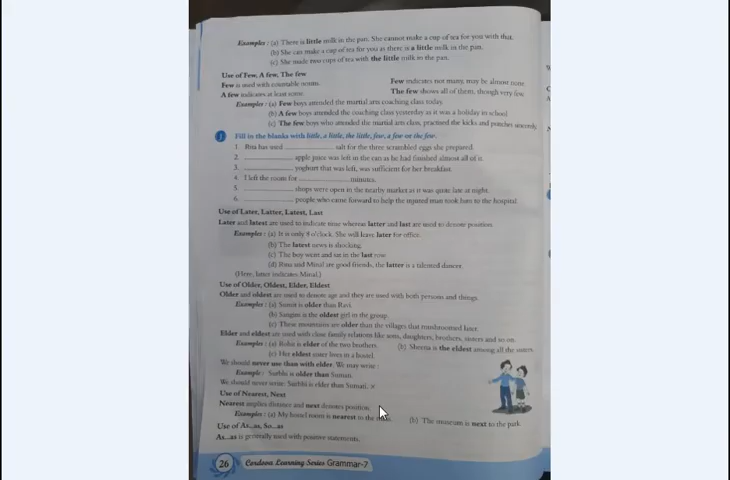 Examples : (a) There is little milk in the pan. She cannot make a cup of tea for you with that.
(b) She can make a cup of tea for you as there is a little milk in the pan.
(c) She made two cups of tea with the little milk in the pan.
Use of Few, A few, The few
Few is used with countable nouns. Few indicates not many, may be almost none
A few indicates at least some. The few shows all of them, though very few
Examples : (a) Few boys attended the martial arts coaching class today.
(b) A few boys attended the coaching class yesterday as it was a holiday in school
(c) The few boys who attended the martial arts class, practised the kicks and punches
Fill in the blanks with little, a little, the little, few, a few or the few.
1. Rita has used ____________ salt for the three scrambled eggs she prepared.
2. ____________ apple juice was left in the can as he had finished almost all of it.
3. ____________ yoghurt that was left, was sufficient for her breakfast.
4. I left the room for ____________ minutes.
5. ____________ shops were open in the nearby market as it was quite late at night.
6. ____________ people who came forward to help the injured man took him to the hospital.
Use of Later, Latter, Latest, Last
Later and latest are used to indicate time whereas latter and last are used to denote position.
Examples : (a) It is only 8 o'clock. She will leave later for office.
(b) The latest news is shocking.
(c) The boy went and sat in the last row
(d) Rina and Minal are good friends, the latter is a talented dancer.
(Here, latter indicates Minal.)
Use of Older, Oldest, Elder, Eldest
Older and oldest are used to denote age and they are used with both persons and things.
Examples : (a) Sumit is older than Ravi.
(b) Sangita is the oldest girl in the group.
(c) These mountains are older than the villages that mushroomed later.
Elder and eldest are used with close family relations like sons, daughters, brothers, sisters and so on.
Examples : (a) Rohit is elder of the two brothers. (b) Sheena is the eldest among all the sisters.
(c) Her eldest sister lives in a hostel.
We should never use than with elder. We may write :
Example : Surbhi is older than Suman.
We should never write: Surbhi is elder than Suman. x
Use of Nearest, Next
Nearest implies distance and next denotes position.
Examples : (a) My hostel room is nearest to the (b) The museum is next to the park.
Use of As...as, So...as
As...as is generally used with positive statements.
26 Cordova Learning Series Grammar-7